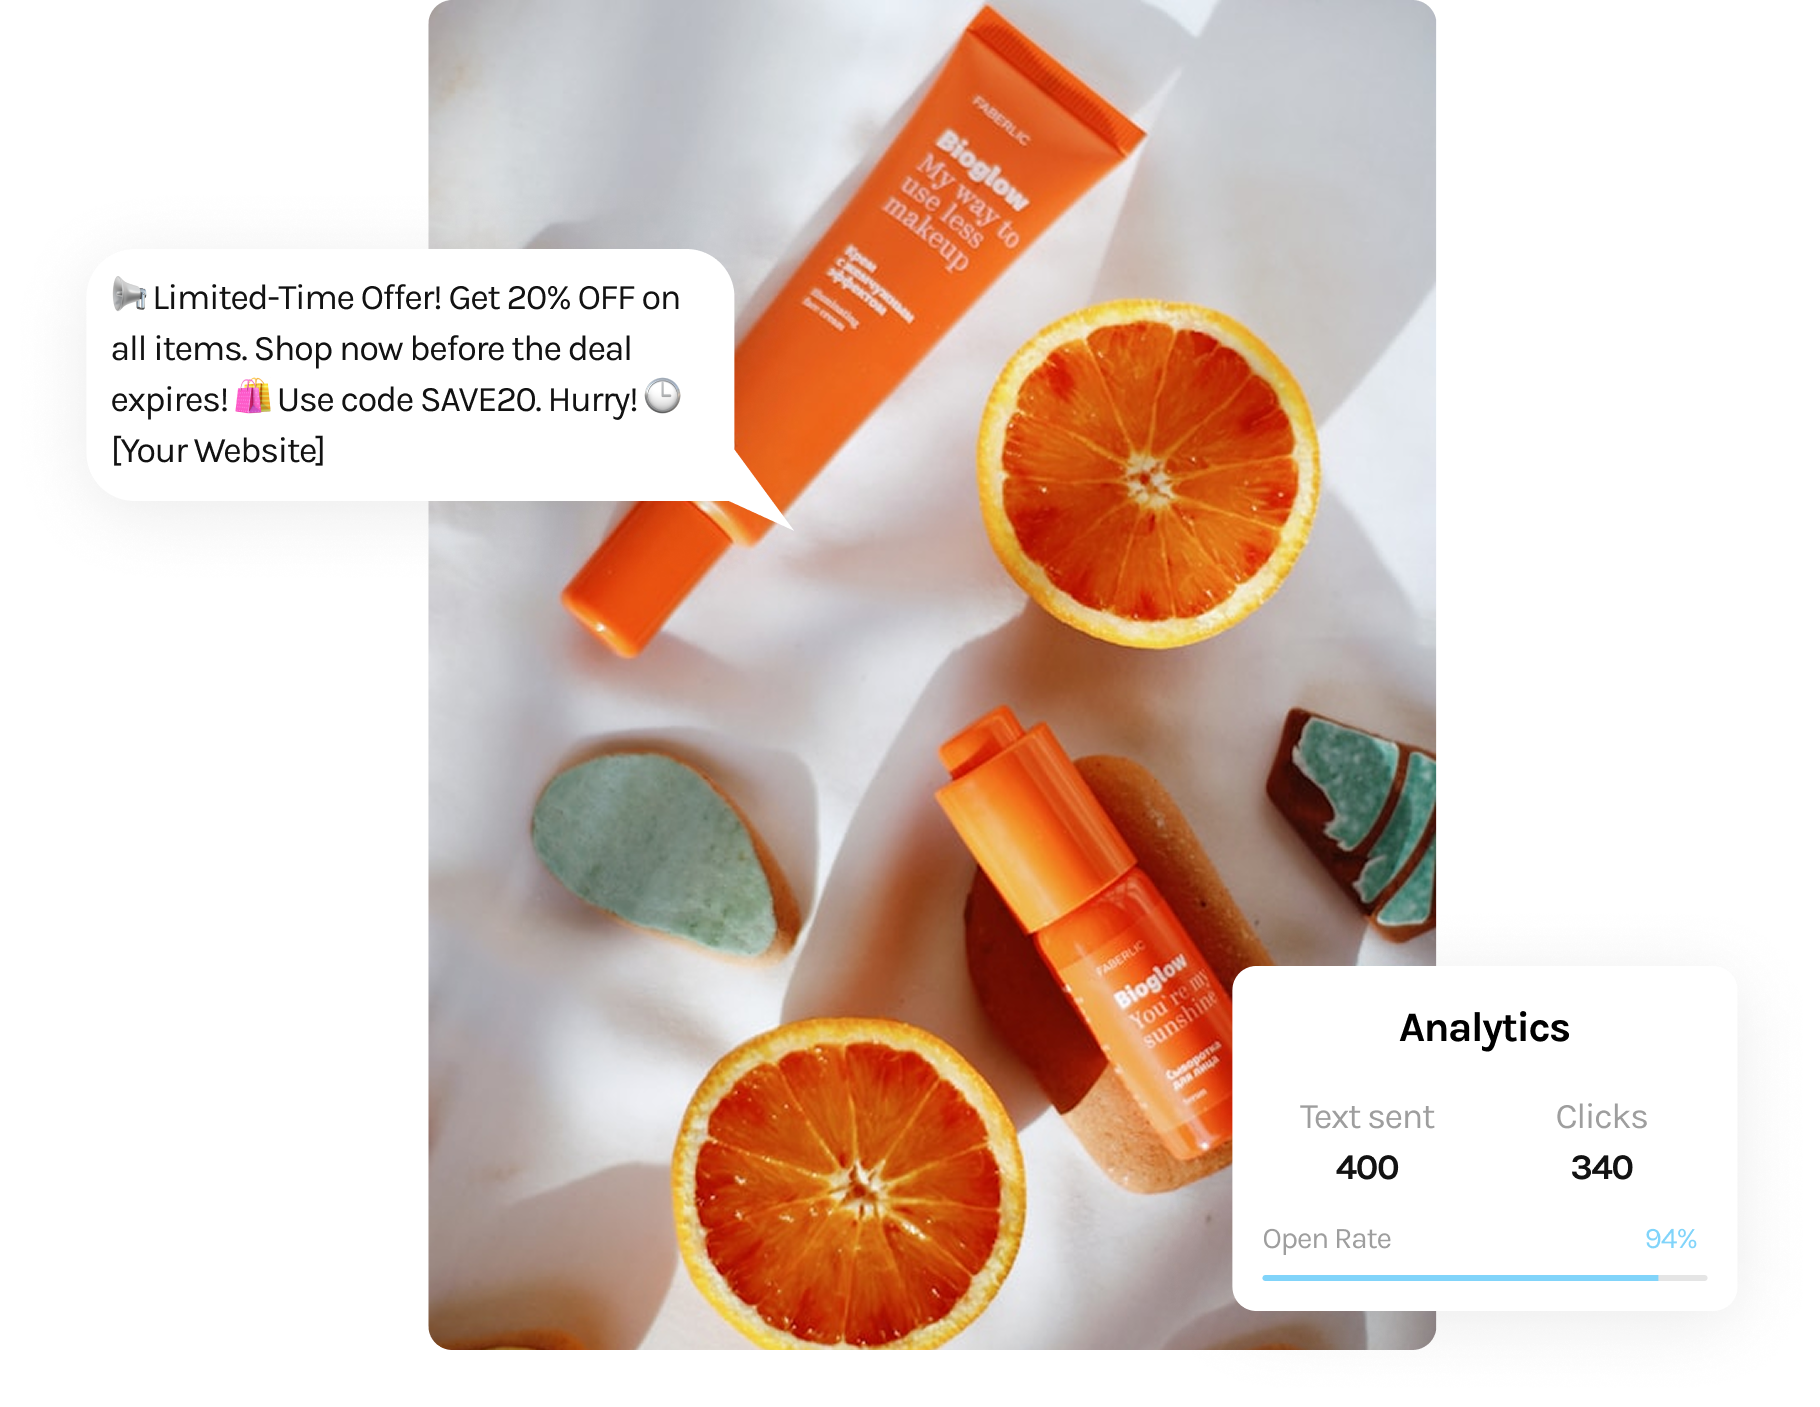 📢 Limited-Time Offer! Get 20% OFF on
all items. Shop now before the deal
expires! 🛍️ Use code SAVE20. Hurry! 🕒
[Your Website]
FABERLIC
Bioglow
My way to
use less
makeup
Крем
с жемчужным
эффектом
illuminating
face cream
FABERLIC
Bioglow
You're my
sunshine
Сыворотка
для лица
serum
Analytics
Text sent
Clicks
400
340
Open Rate
94%